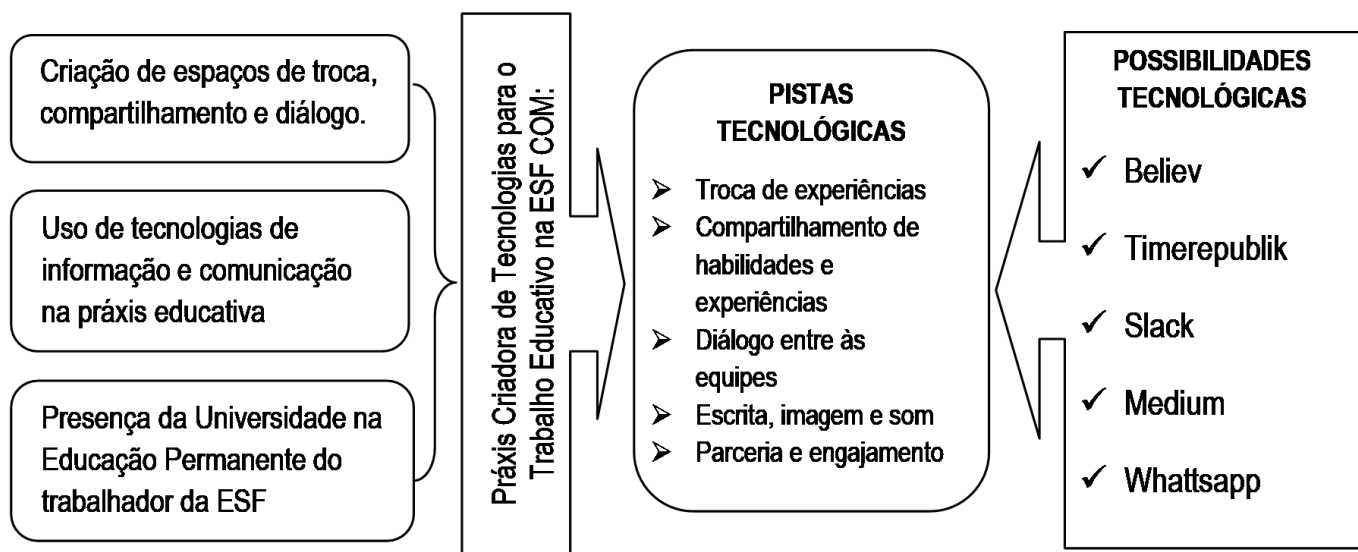 Criação de espaços de troca,
compartilhamento e diálogo.
Uso de tecnologias de
informação e comunicação
na práxis educativa
Presença da Universidade na
Educação Permanente do
trabalhador da ESF
Práxis Criadora de Tecnologias para o
Trabalho Educativo na ESF COM:
PISTAS
TECNOLÓGICAS
➢ Troca de experiências
➢ Compartilhamento de
habilidades e
experiências
➢ Diálogo entre às
equipes
➢ Escrita, imagem e som
➢ Parceria e engajamento
POSSIBILIDADES
TECNOLÓGICAS
✓ Believ
✓ Timerepublik
✓ Slack
✓ Medium
✓ Whattsapp